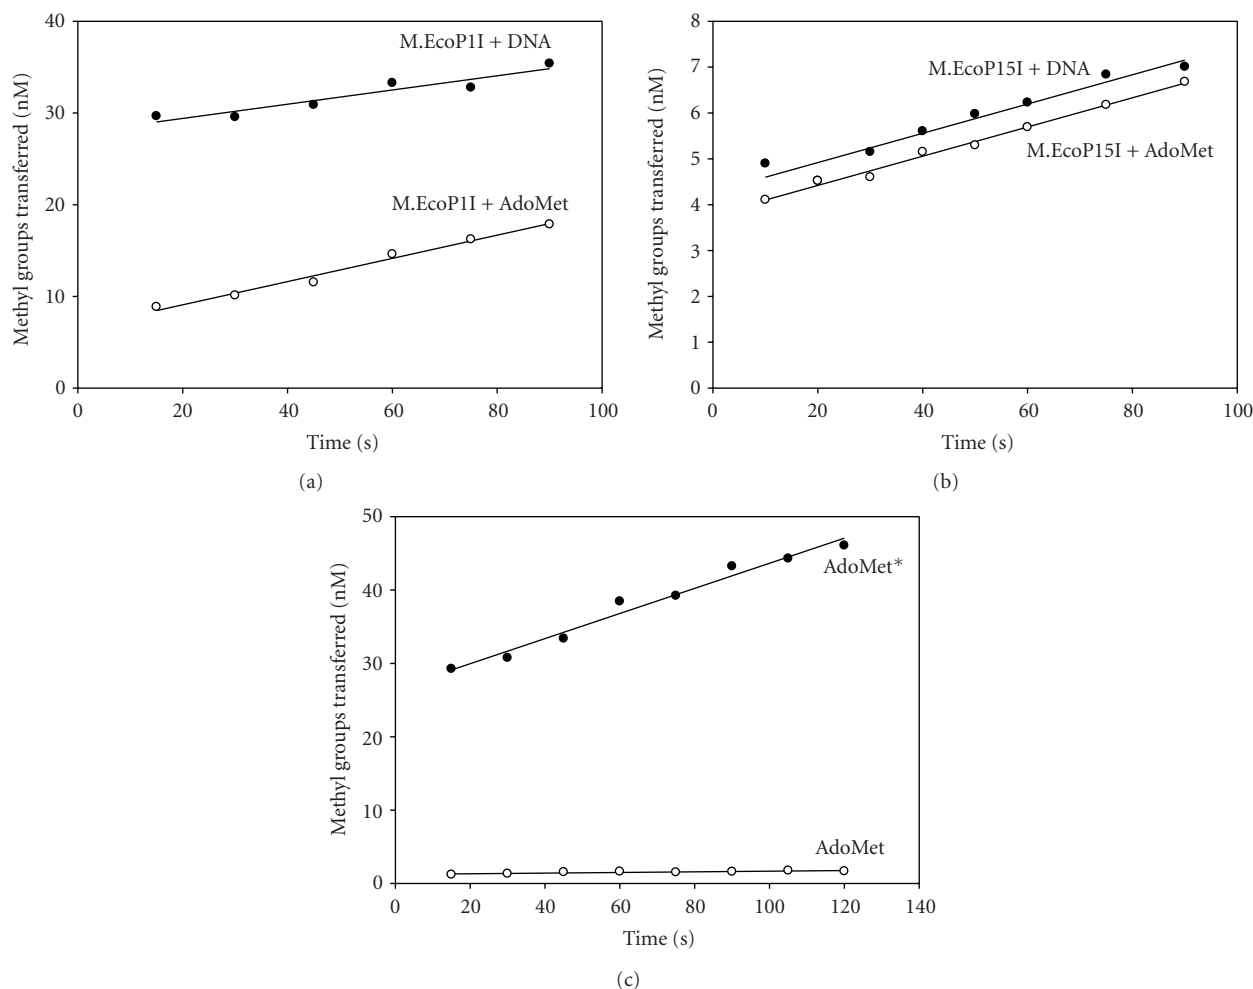 40
30
20
10
0
0 20 40 60 80 100
Methyl groups transferred (nM)
Time (s)
M.EcoP1I + DNA
M.EcoP1I + AdoMet
(a)
8
7
6
5
4
3
2
1
0
0 20 40 60 80 100
Methyl groups transferred (nM)
Time (s)
M.EcoP15I + DNA
M.EcoP15I + AdoMet
(b)
50
40
30
20
10
0
0 20 40 60 80 100 120 140
Methyl groups transferred (nM)
Time (s)
AdoMet*
AdoMet
(c)